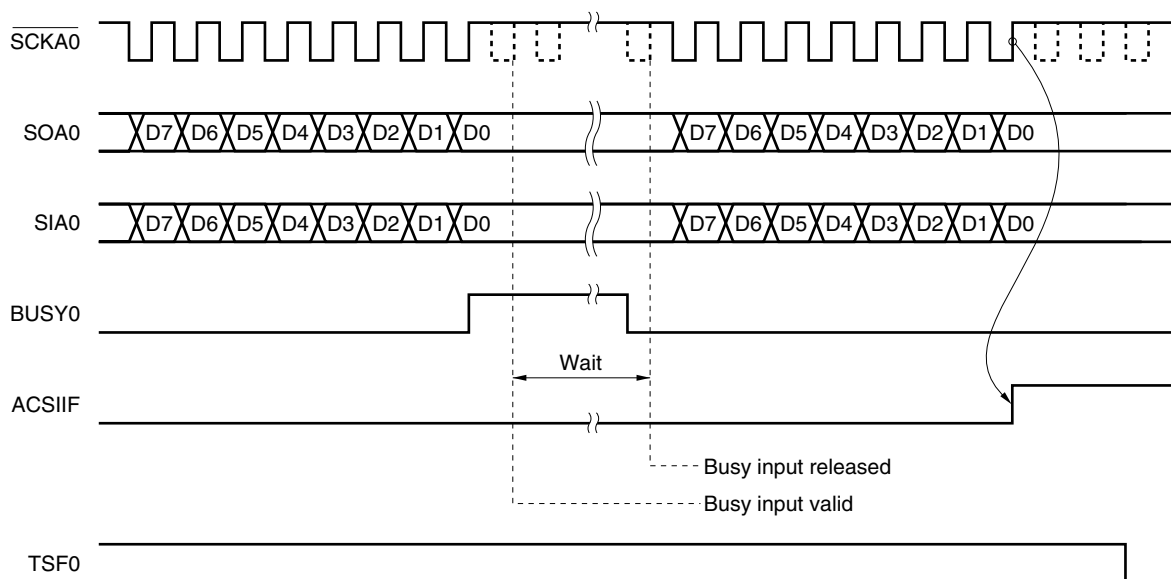 SCKA0
SOA0 D7 D6 D5 D4 D3 D2 D1 D0 D7 D6 D5 D4 D3 D2 D1 D0
SIA0 D7 D6 D5 D4 D3 D2 D1 D0 D7 D6 D5 D4 D3 D2 D1 D0
BUSY0
Wait
ACSIIF
Busy input released
Busy input valid
TSF0